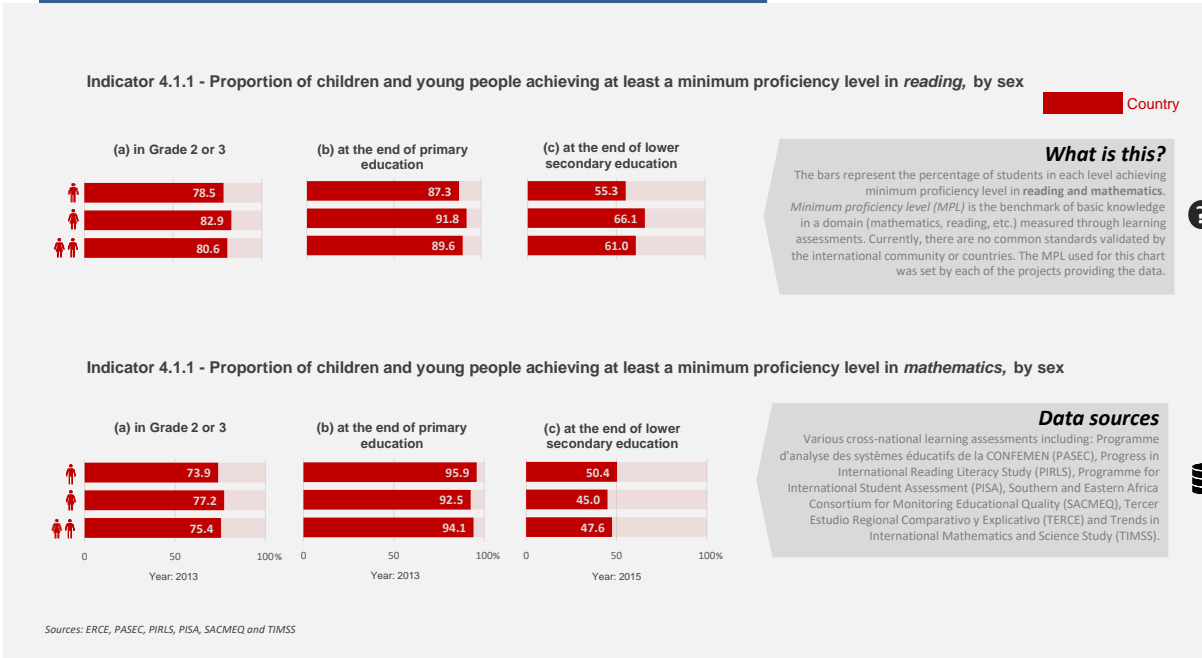 Indicator 4.1.1 - Proportion of children and young people achieving at least a minimum proficiency level in reading, by sex
Country
(a) in Grade 2 or 3
78.5
82.9
80.6
(b) at the end of primary
education
87.3
91.8
89.6
(c) at the end of lower
secondary education
55.3
66.1
61.0
What is this?
The bars represent the percentage of students in each level achieving
minimum proficiency level in reading and mathematics.
Minimum proficiency level (MPL) is the benchmark of basic knowledge
in a domain (mathematics, reading, etc.) measured through learning
assessments. Currently, there are no common standards validated by
the international community or countries. The MPL used for this chart
was set by each of the projects providing the data.
?
Indicator 4.1.1 - Proportion of children and young people achieving at least a minimum proficiency level in mathematics, by sex
(a) in Grade 2 or 3
73.9
77.2
75.4
0 50 100%
Year: 2013
(b) at the end of primary
education
95.9
92.5
94.1
0 50 100%
Year: 2013
(c) at the end of lower
secondary education
50.4
45.0
47.6
0 50 100%
Year: 2015
Data sources
Various cross-national learning assessments including: Programme
d'analyse des systèmes éducatifs de la CONFEMEN (PASEC), Progress in
International Reading Literacy Study (PIRLS), Programme for
International Student Assessment (PISA), Southern and Eastern Africa
Consortium for Monitoring Educational Quality (SACMEQ), Tercer
Estudio Regional Comparativo y Explicativo (TERCE) and Trends in
International Mathematics and Science Study (TIMSS).
Sources: ERCE, PASEC, PIRLS, PISA, SACMEQ and TIMSS